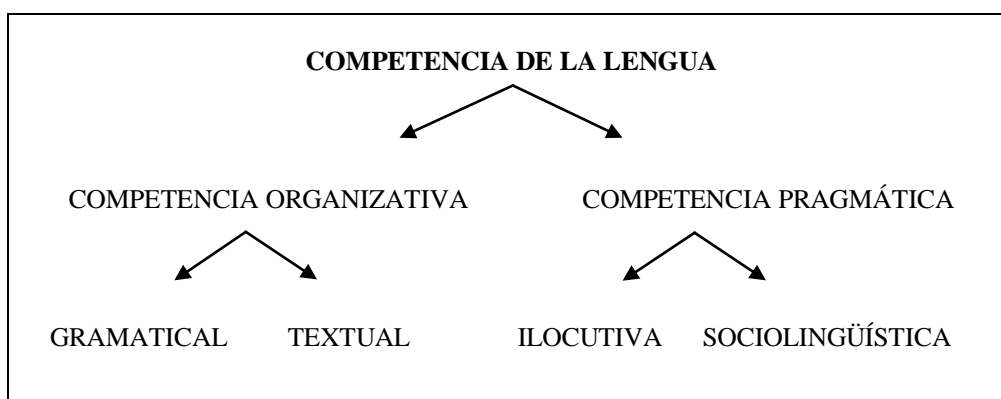 COMPETENCIA DE LA LENGUA
COMPETENCIA ORGANIZATIVA COMPETENCIA PRAGMÁTICA
GRAMATICAL TEXTUAL ILOCUTIVA SOCIOLINGÜÍSTICA